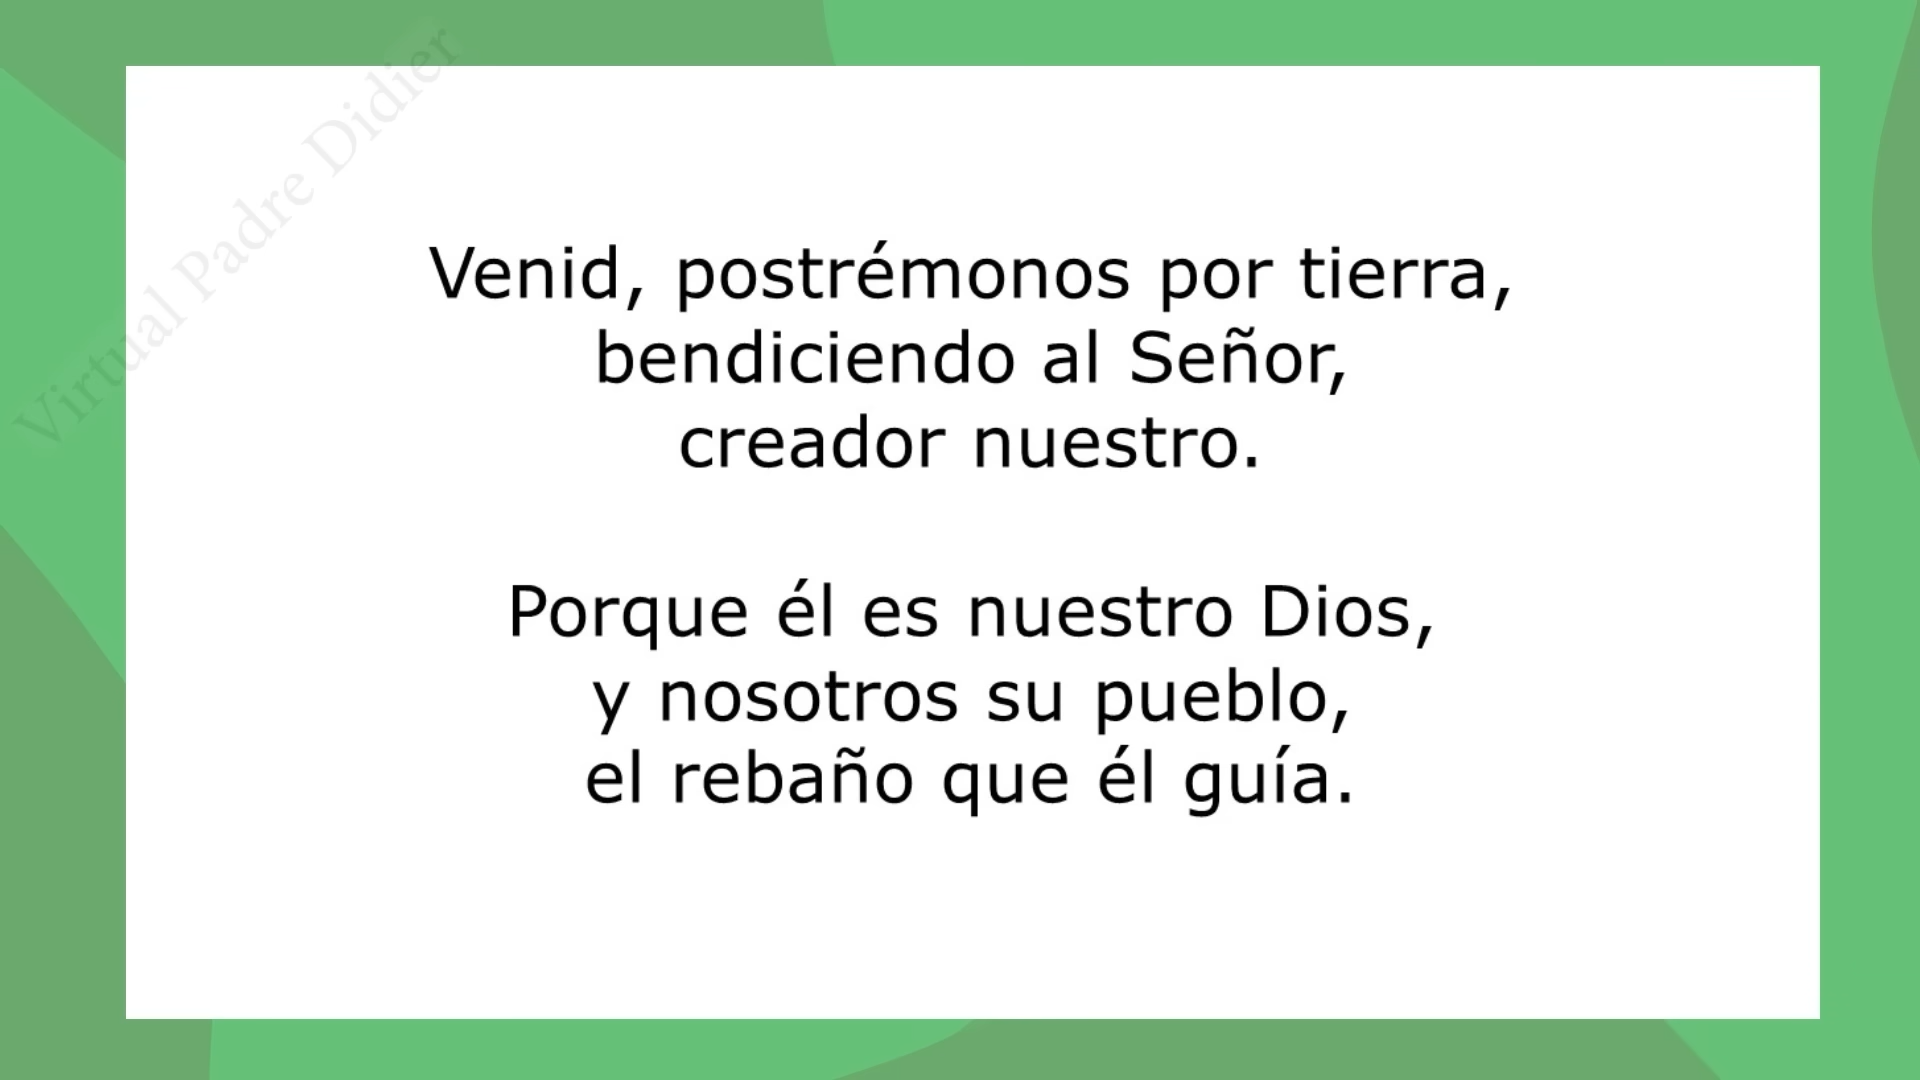 Virtual Padre Didier
Venid, postrémonos por tierra,
bendiciendo al Señor,
creador nuestro.
Porque él es nuestro Dios,
y nosotros su pueblo,
el rebaño que él guía.